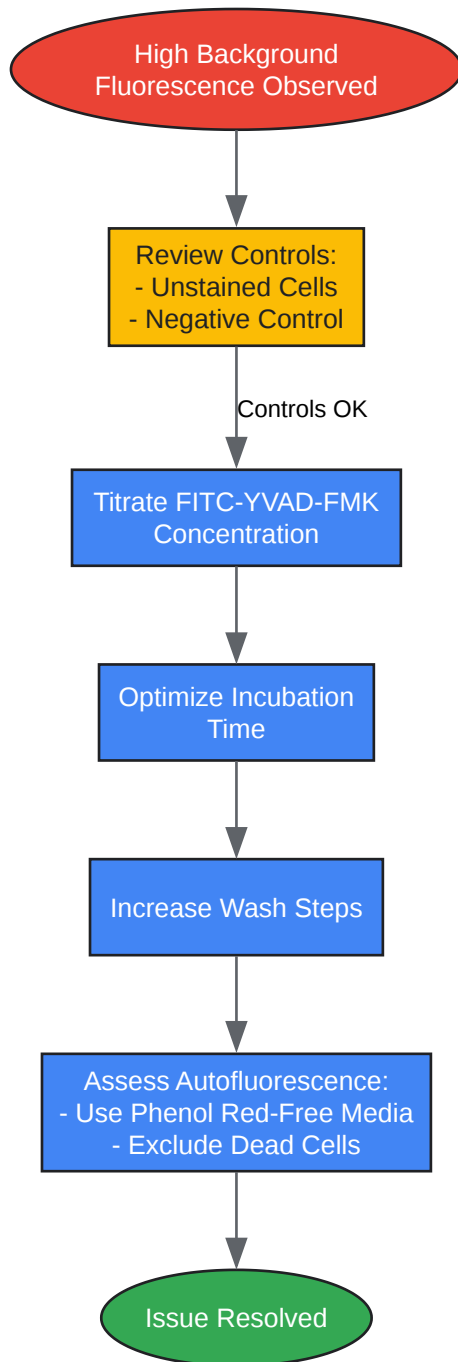 High Background
Fluorescence Observed
Review Controls:
- Unstained Cells
- Negative Control
Controls OK
Titrate FITC-YVAD-FMK
Concentration
Optimize Incubation
Time
Increase Wash Steps
Assess Autofluorescence:
- Use Phenol Red-Free Media
- Exclude Dead Cells
Issue Resolved